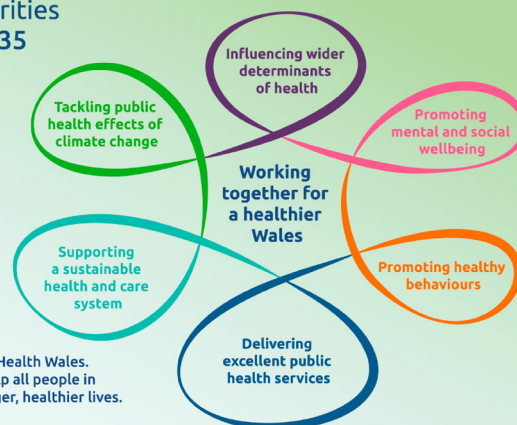 rities
35
Influencing wider
determinants
of health
Tackling public
health effects of
climate change
Promoting
mental and social
wellbeing
Working
together for
a healthier
Wales
Supporting
a sustainable
health and care
system
Promoting healthy
behaviours
Delivering
excellent public
health services
Health Wales.
p all people in
ger, healthier lives.